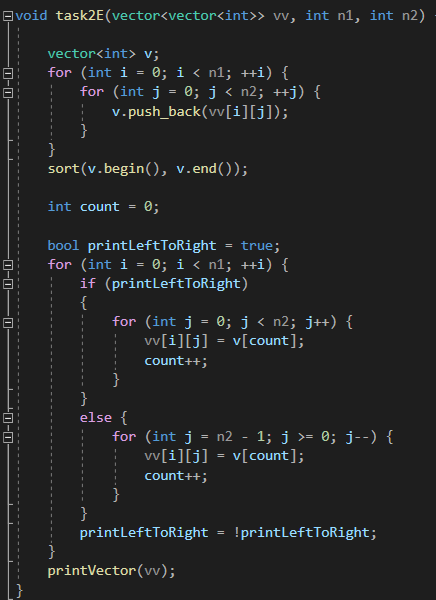 void task2E(vector<vector<int>> vv, int n1, int n2) {
vector<int> v;
for (int i = 0; i < n1; ++i) {
for (int j = 0; j < n2; ++j) {
v.push_back(vv[i][j]);
}
}
sort(v.begin(), v.end());
int count = 0;
bool printLeftToRight = true;
for (int i = 0; i < n1; ++i) {
if (printLeftToRight)
{
for (int j = 0; j < n2; j++) {
vv[i][j] = v[count];
count++;
}
}
else {
for (int j = n2 - 1; j >= 0; j--) {
vv[i][j] = v[count];
count++;
}
}
printLeftToRight = !printLeftToRight;
}
printVector(vv);
}